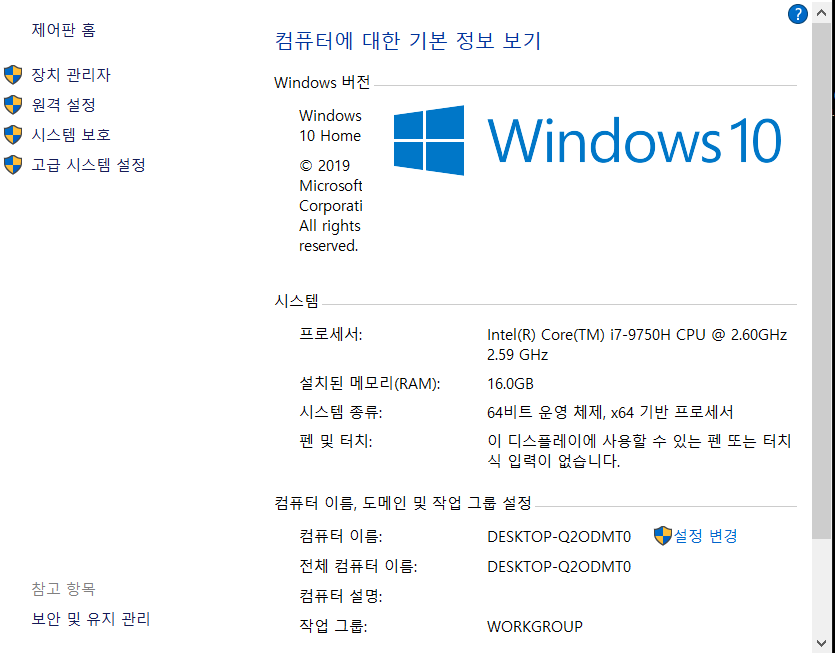 제어판 홈
장치 관리자
원격 설정
시스템 보호
고급 시스템 설정
참고 항목
보안 및 유지 관리
?
컴퓨터에 대한 기본 정보 보기
Windows 버전
Windows
10 Home
© 2019
Microsoft
Corporati
All rights
reserved.
Windows 10
시스템
프로세서: Intel(R) Core(TM) i7-9750H CPU @ 2.60GHz
2.59 GHz
설치된 메모리(RAM): 16.0GB
시스템 종류: 64비트 운영 체제, x64 기반 프로세서
펜 및 터치: 이 디스플레이에 사용할 수 있는 펜 또는 터치
식 입력이 없습니다.
컴퓨터 이름, 도메인 및 작업 그룹 설정
컴퓨터 이름: DESKTOP-Q2ODMT0 설정 변경
전체 컴퓨터 이름: DESKTOP-Q2ODMT0
컴퓨터 설명:
작업 그룹: WORKGROUP